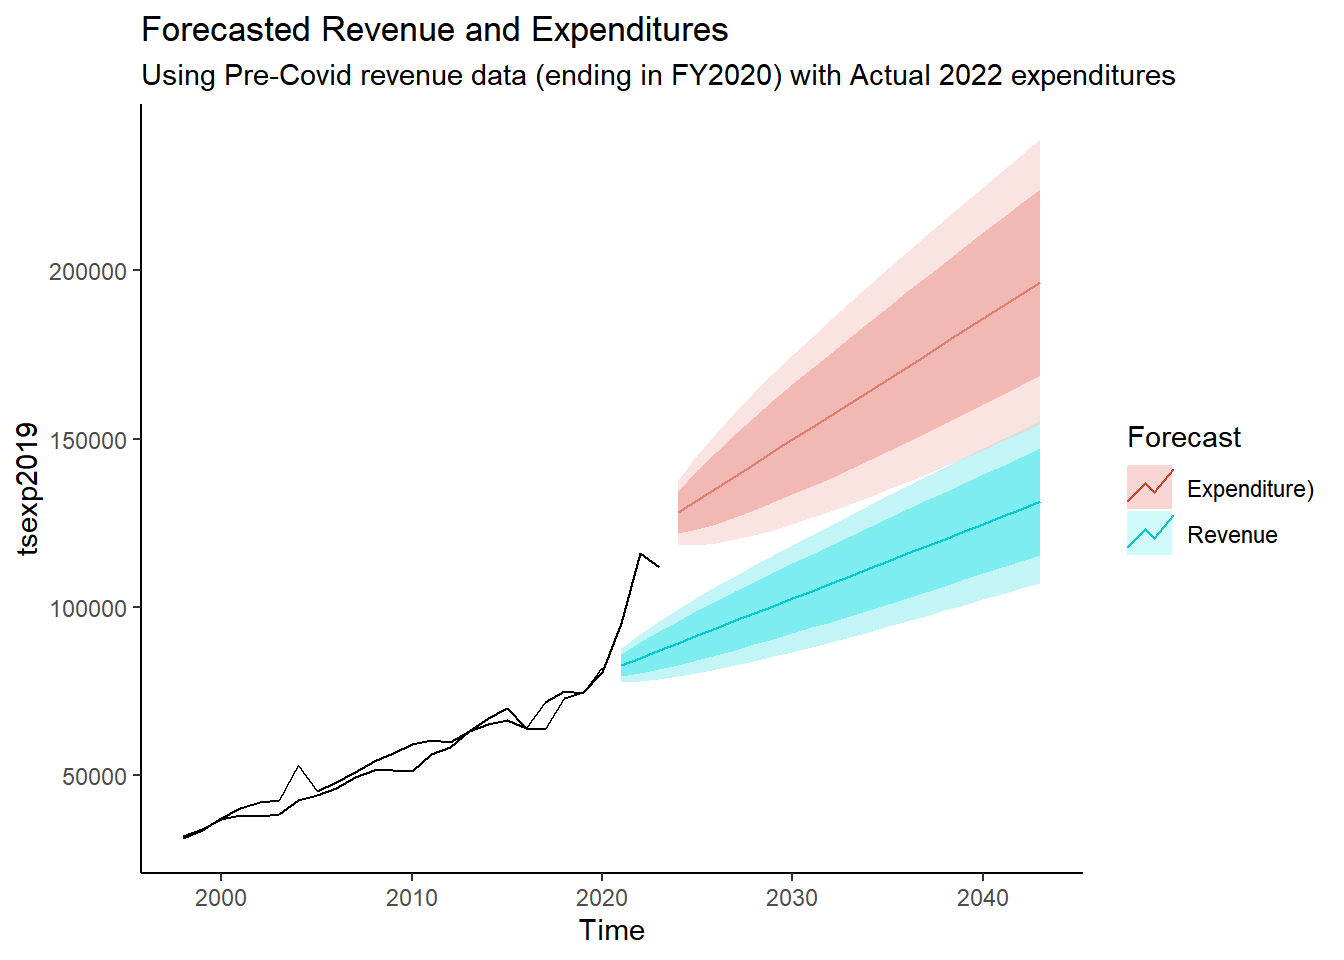 Forecasted Revenue and Expenditures
Using Pre-Covid revenue data (ending in FY2020) with Actual 2022 expenditures
200000
150000
100000
50000
tsexp2019
2000 2010 2020 2030 2040
Time
Forecast
Expenditure)
Revenue